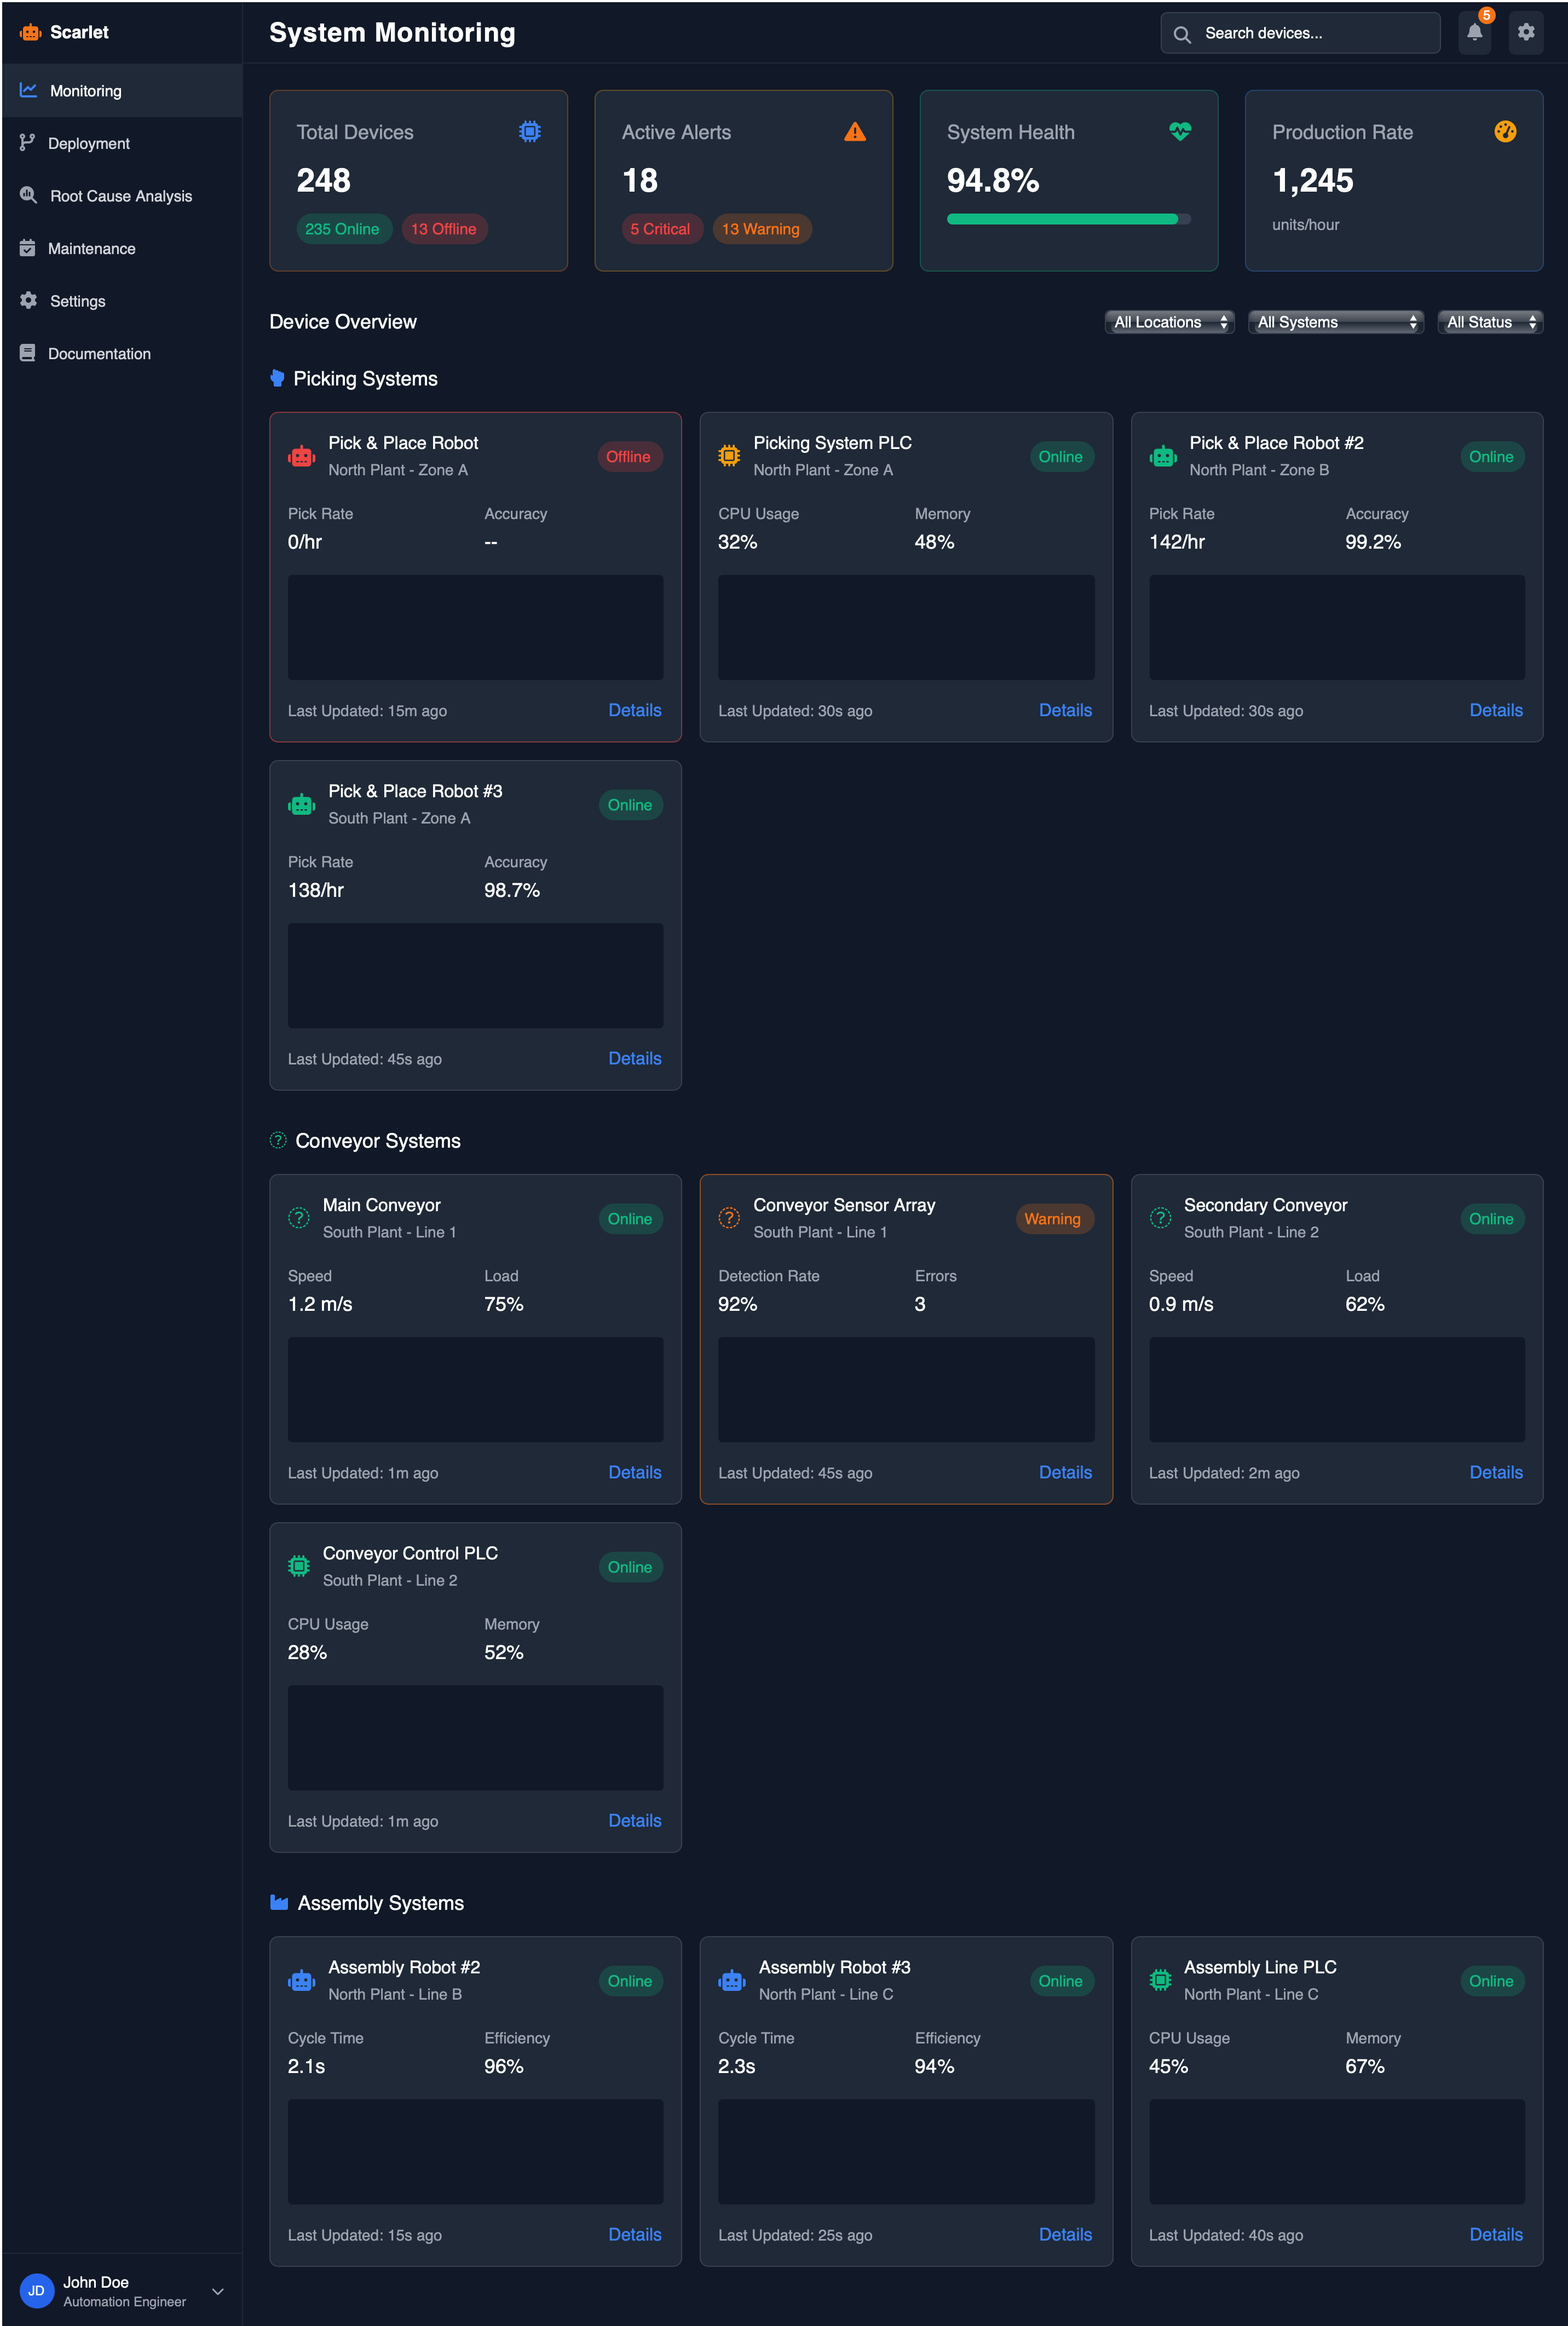 Scarlet
Monitoring
Deployment
Root Cause Analysis
Maintenance
Settings
Documentation
JD
John Doe
Automation Engineer
System Monitoring
Search devices...
5
Total Devices
248
235 Online
13 Offline
Active Alerts
18
5 Critical
13 Warning
System Health
94.8%
Production Rate
1,245
units/hour
Device Overview
All Locations
All Systems
All Status
Picking Systems
Pick & Place Robot
North Plant - Zone A
Offline
Pick Rate
0/hr
Accuracy
--
Last Updated: 15m ago
Details
Picking System PLC
North Plant - Zone A
Online
CPU Usage
32%
Memory
48%
Last Updated: 30s ago
Details
Pick & Place Robot #2
North Plant - Zone B
Online
Pick Rate
142/hr
Accuracy
99.2%
Last Updated: 30s ago
Details
Pick & Place Robot #3
South Plant - Zone A
Online
Pick Rate
138/hr
Accuracy
98.7%
Last Updated: 45s ago
Details
Conveyor Systems
Main Conveyor
South Plant - Line 1
Online
Speed
1.2 m/s
Load
75%
Last Updated: 1m ago
Details
Conveyor Sensor Array
South Plant - Line 1
Warning
Detection Rate
92%
Errors
3
Last Updated: 45s ago
Details
Secondary Conveyor
South Plant - Line 2
Online
Speed
0.9 m/s
Load
62%
Last Updated: 2m ago
Details
Conveyor Control PLC
South Plant - Line 2
Online
CPU Usage
28%
Memory
52%
Last Updated: 1m ago
Details
Assembly Systems
Assembly Robot #2
North Plant - Line B
Online
Cycle Time
2.1s
Efficiency
96%
Last Updated: 15s ago
Details
Assembly Robot #3
North Plant - Line C
Online
Cycle Time
2.3s
Efficiency
94%
Last Updated: 25s ago
Details
Assembly Line PLC
North Plant - Line C
Online
CPU Usage
45%
Memory
67%
Last Updated: 40s ago
Details